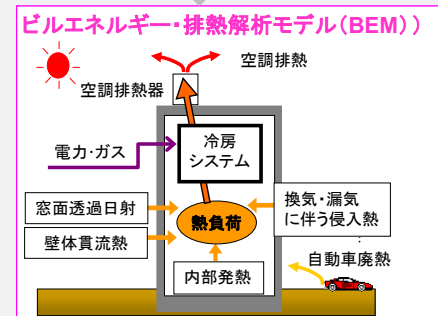 ビルエネルギー・排熱解析モデル(BEM))
空調排熱
空調排熱器
冷房
システム
電力・ガス
窓面透過日射
熱負荷
換気・漏気
に伴う侵入熱
壁体貫流熱
自動車廃熱
内部発熱